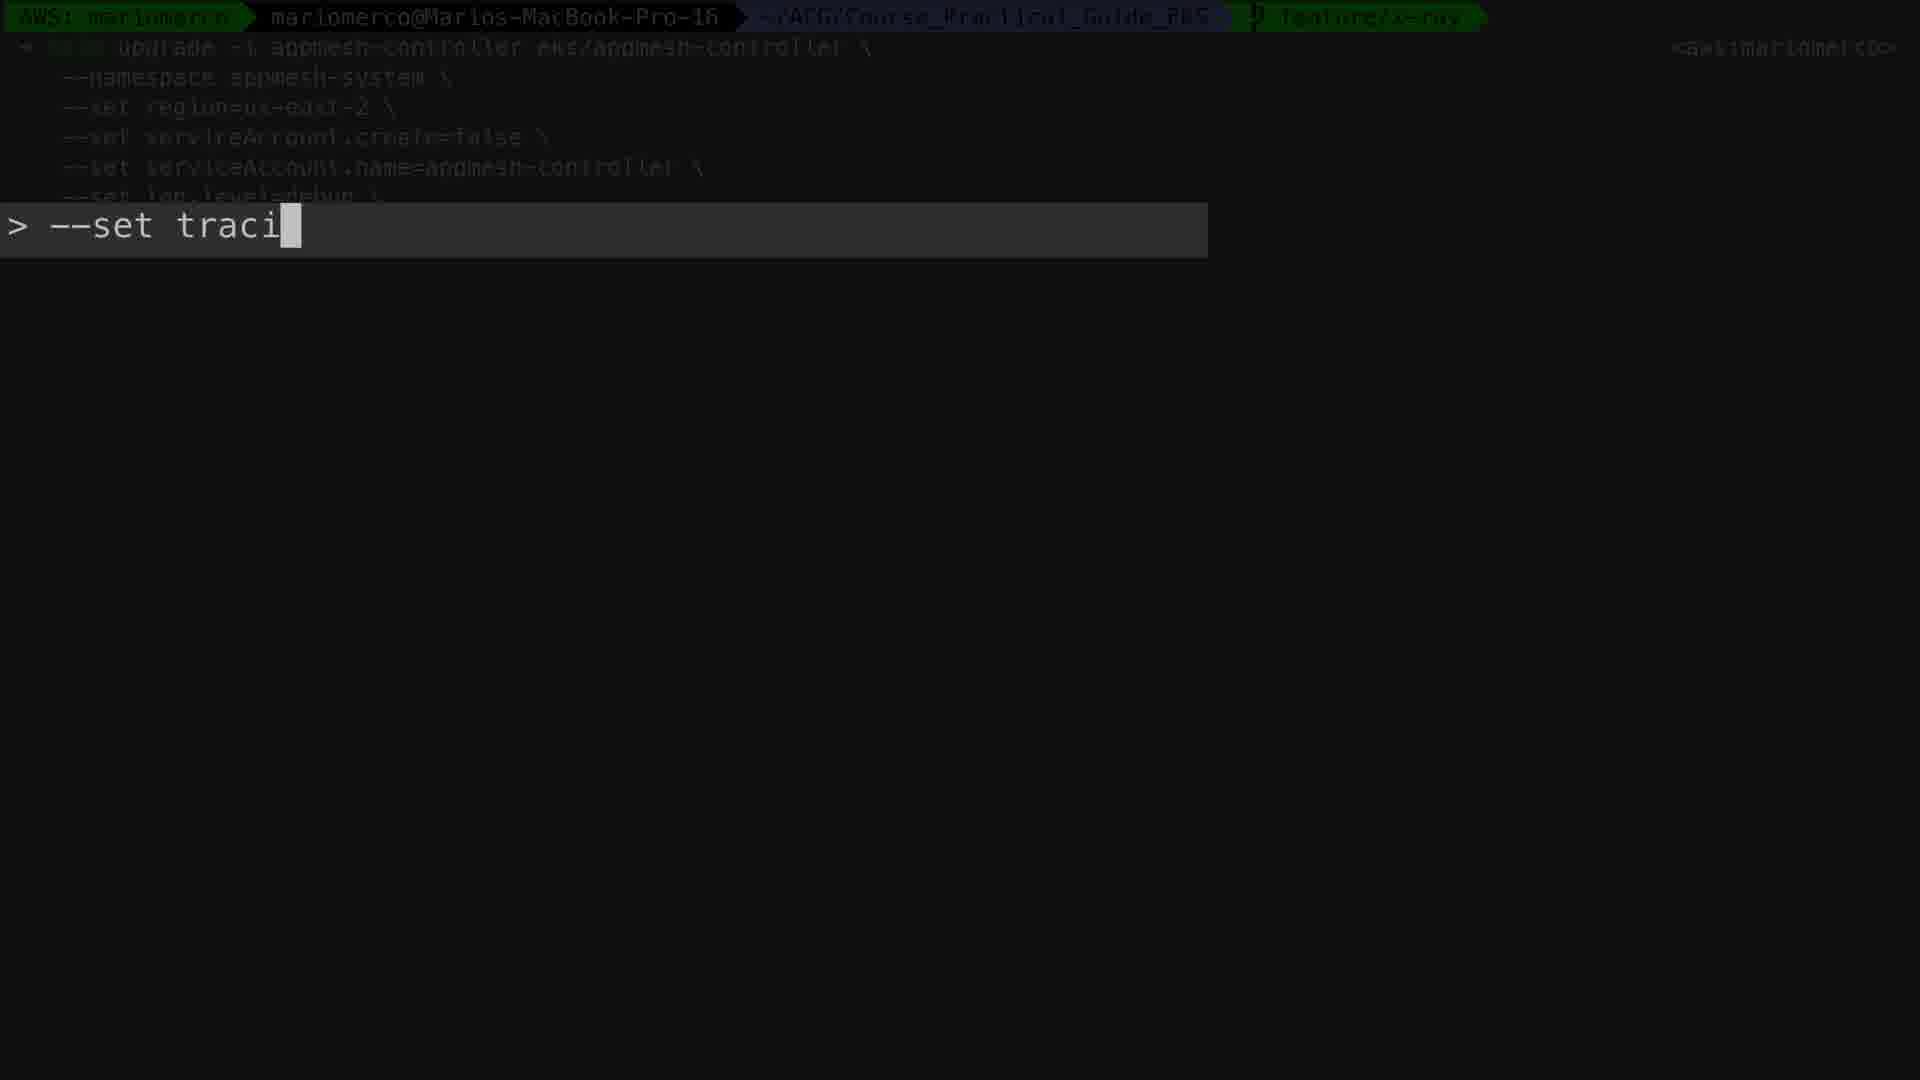 AWS: mariomerco mariomerco@Marios-MacBook-Pro-16 ~/ACG/Course_Practical_Guide_EKS feature/x-ray
upgrade -i appmesh-controller eks/appmesh-controller \ <aws:mariomerco>
--namespace appmesh-system \
--set region=us-east-2 \
--set serviceAccount.create=false \
--set serviceAccount.name=appmesh-controller \
--set log.level=debug \
> --set traci